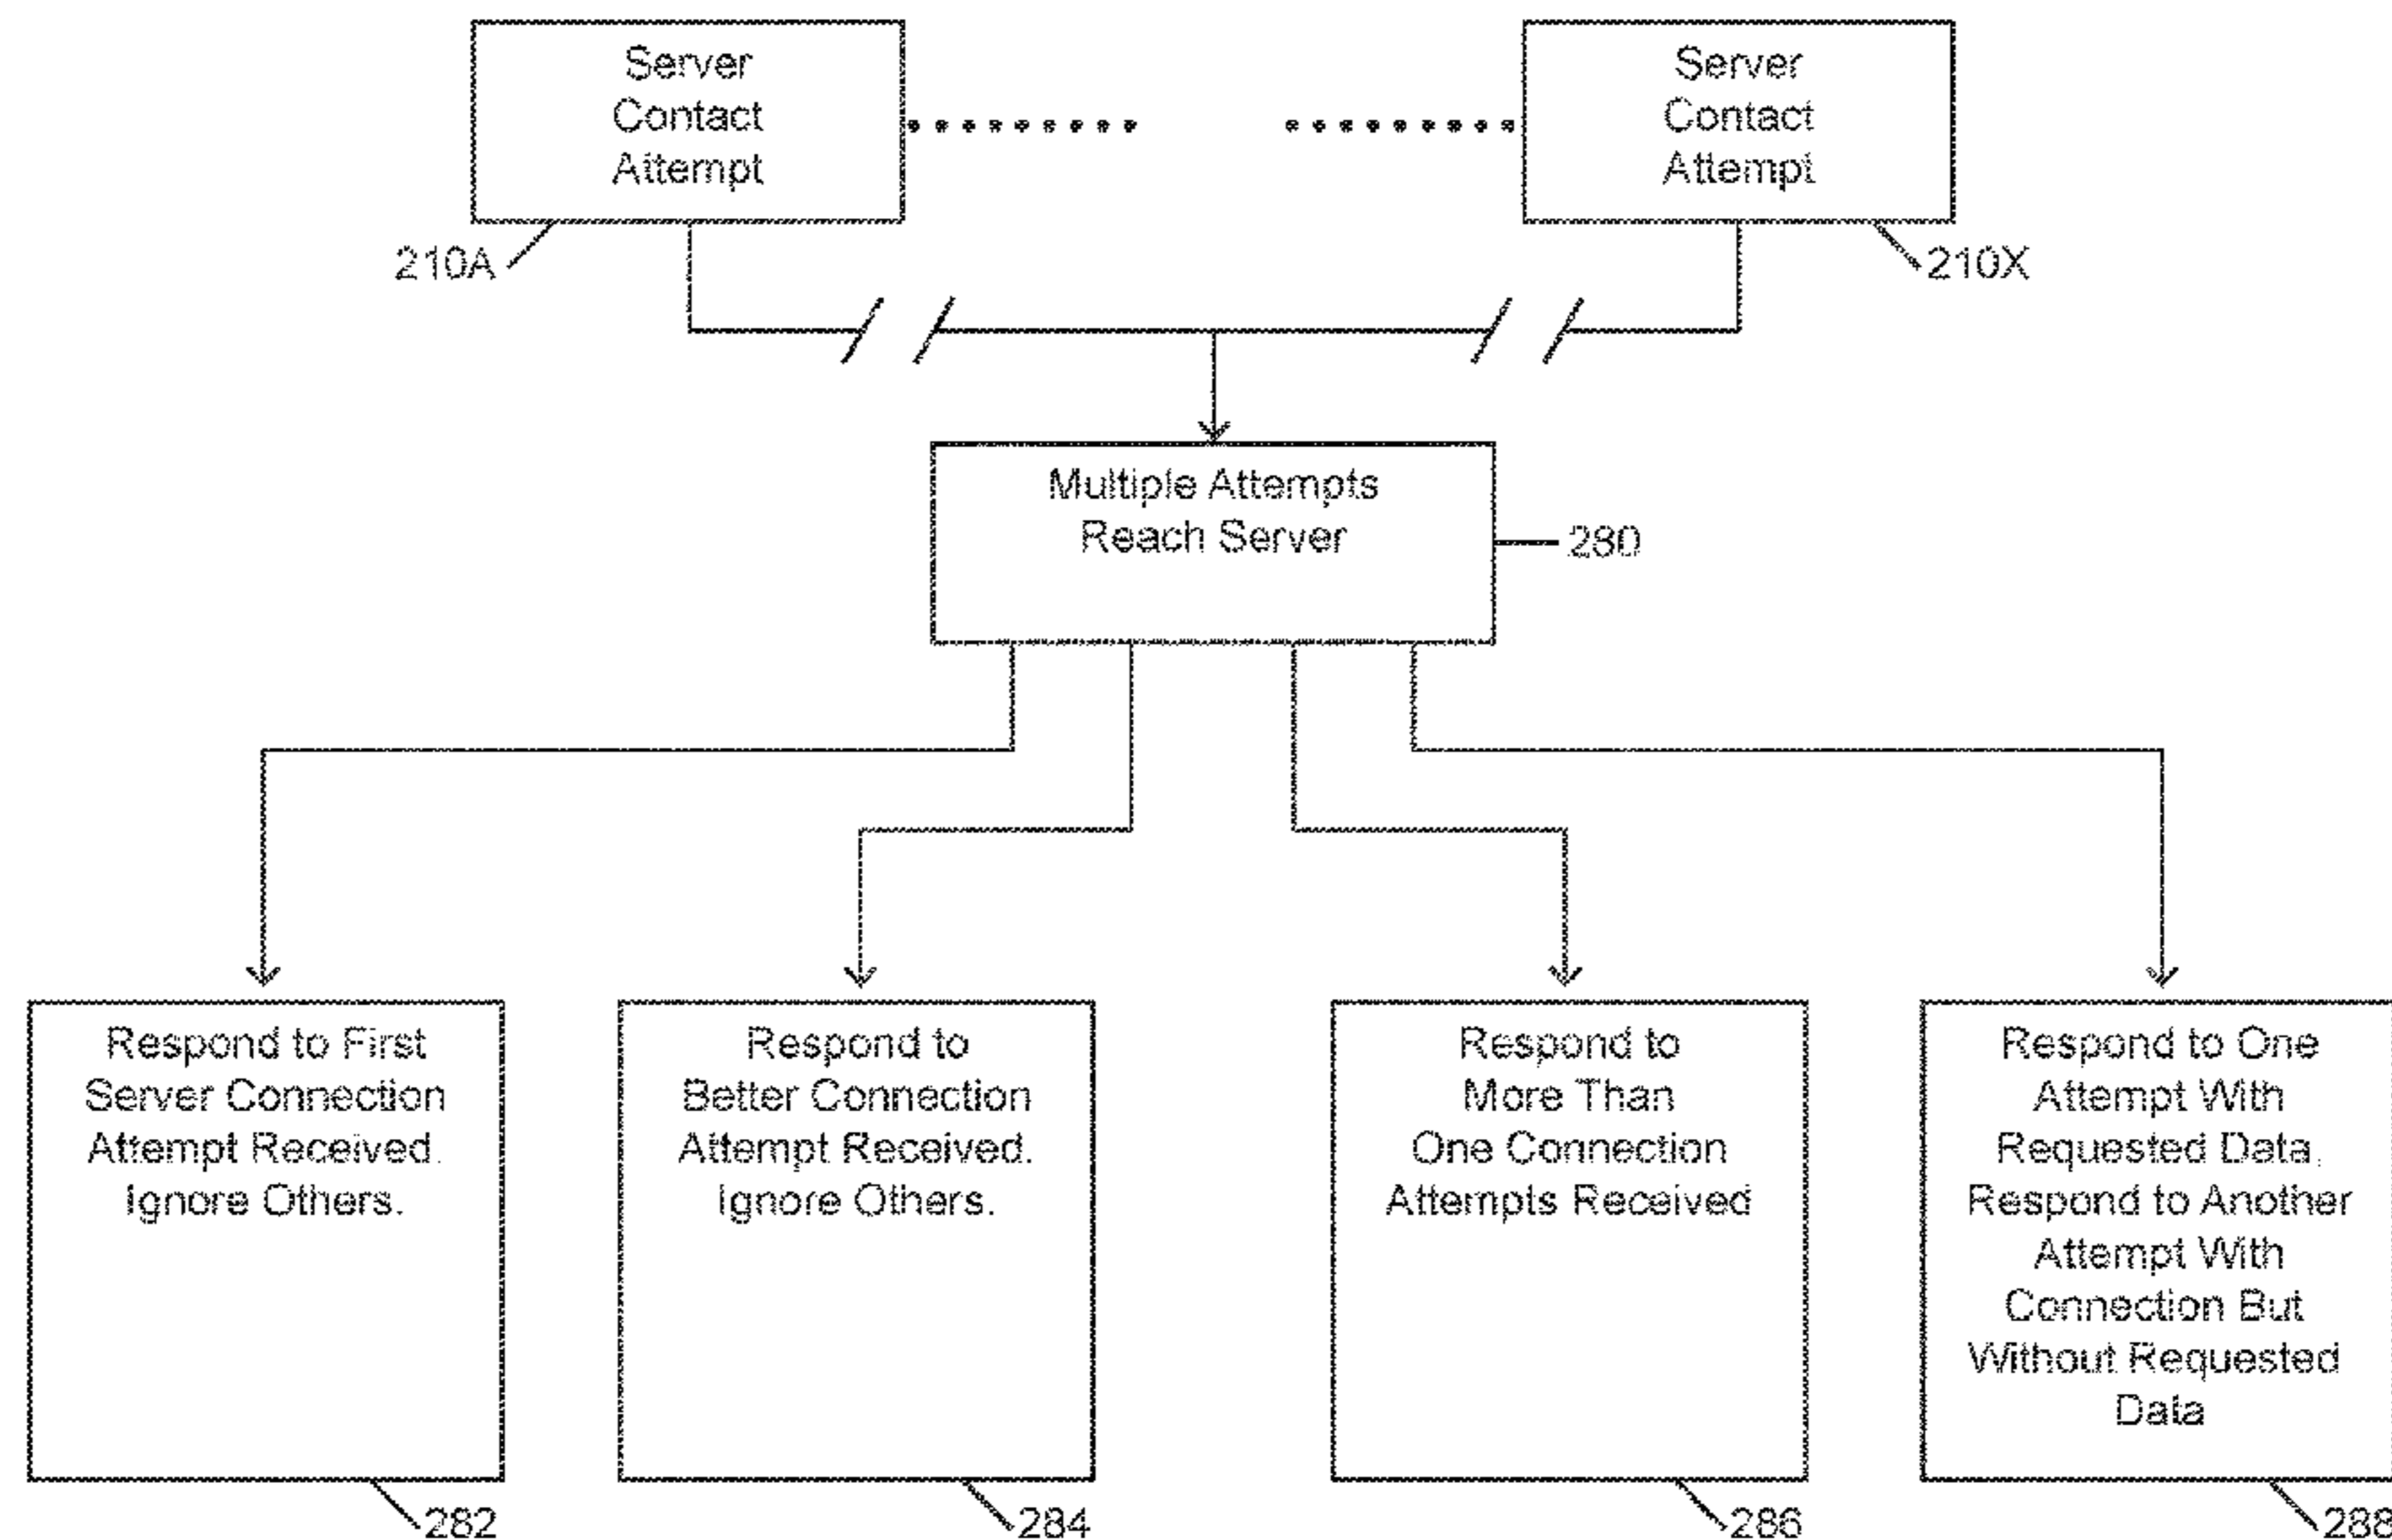 Server
Contact
Attempt
Server
Contact
Attempt
210A
210X
Multiple Attempts
Reach Server
280
Respond to First
Server Connection
Attempt Received.
Ignore Others.
282
Respond to
Better Connection
Attempt Received.
Ignore Others.
284
Respond to
More Than
One Connection
Attempts Received
286
Respond to One
Attempt With
Requested Data.
Respond to Another
Attempt With
Connection But
Without Requested
Data
288